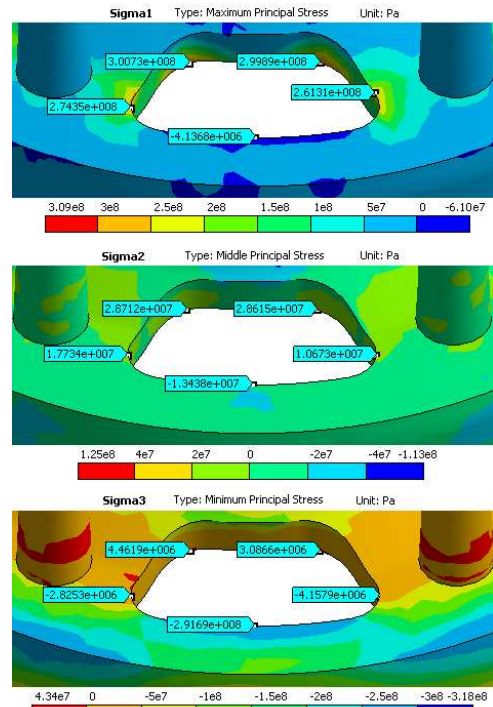 Sigma1 Type: Maximum Principal Stress Unit: Pa
3.0073e+008 2.9989e+008
2.7435e+008 2.6131e+008
-4.1368e+006
3.09e8 3e8 2.5e8 2e8 1.5e8 1e8 5e7 0 -6.10e7
Sigma2 Type: Middle Principal Stress Unit: Pa
2.8712e+007 2.8615e+007
1.7734e+007 1.0673e+007
-1.3438e+007
1.25e8 4e7 2e7 0 -2e7 -4e7 -1.13e8
Sigma3 Type: Minimum Principal Stress Unit: Pa
4.4619e+006 3.0866e+006
-2.8253e+006 -4.1579e+006
-2.9169e+008
4.34e7 0 -5e7 -1e8 -1.5e8 -2e8 -2.5e8 -3e8 -3.18e8